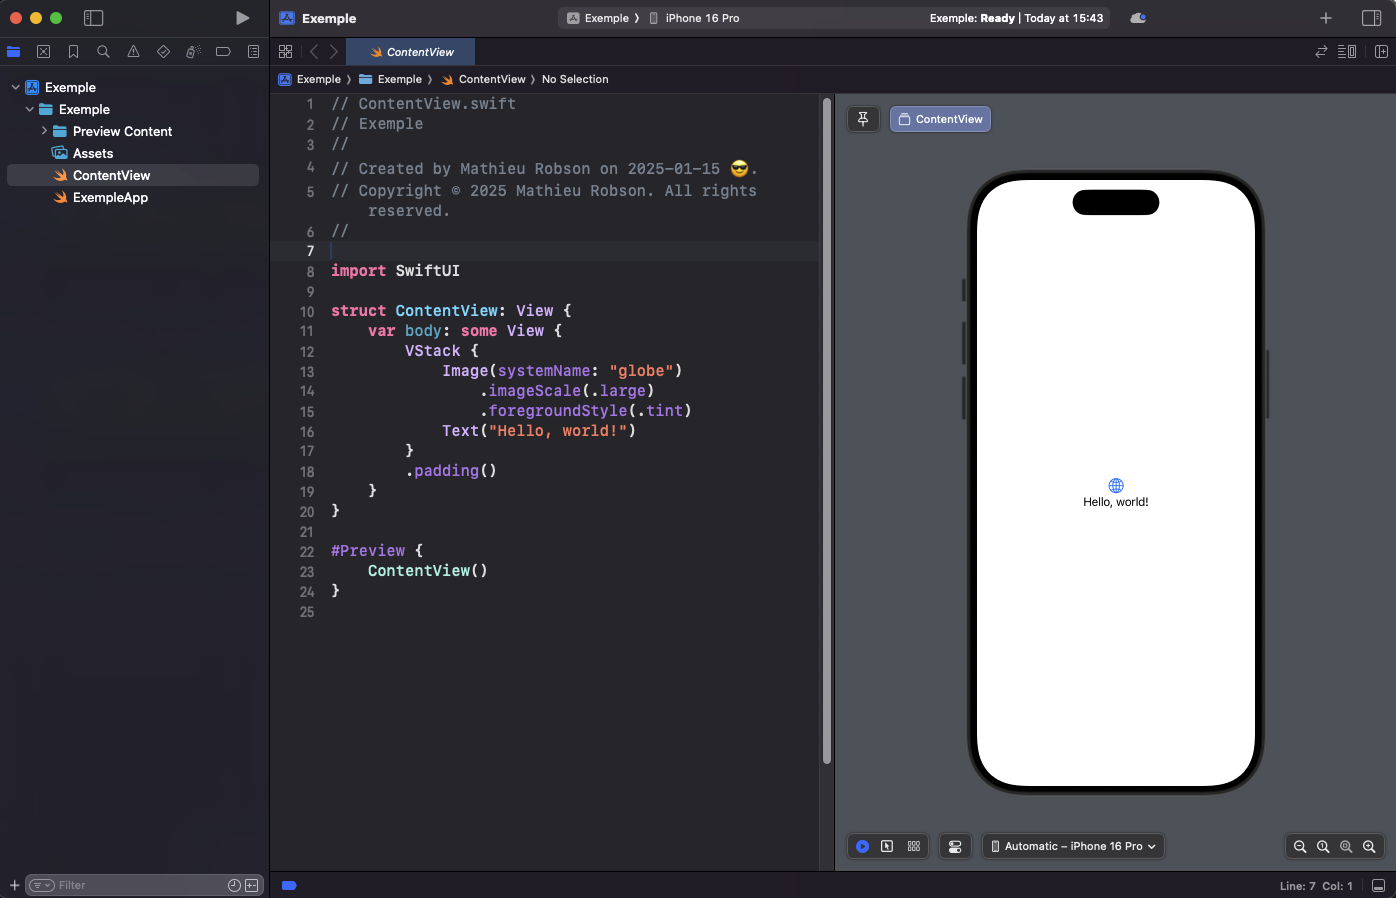 Exemple
Exemple ❯ iPhone 16 Pro
Exemple: Ready | Today at 15:43
ContentView
Exemple ❯ Exemple ❯ ContentView ❯ No Selection
Exemple
Exemple
Preview Content
Assets
ContentView
ExempleApp
Filter
1 // ContentView.swift
2 // Exemple
3 //
4 // Created by Mathieu Robson on 2025-01-15 😎.
5 // Copyright © 2025 Mathieu Robson. All rights
reserved.
6 //
7
8 import SwiftUI
9
10 struct ContentView: View {
11 var body: some View {
12 VStack {
13 Image(systemName: "globe")
14 .imageScale(.large)
15 .foregroundStyle(.tint)
16 Text("Hello, world!")
17 }
18 .padding()
19 }
20 }
21
22 #Preview {
23 ContentView()
24 }
25
ContentView
Hello, world!
Automatic – iPhone 16 Pro
Line: 7 Col: 1